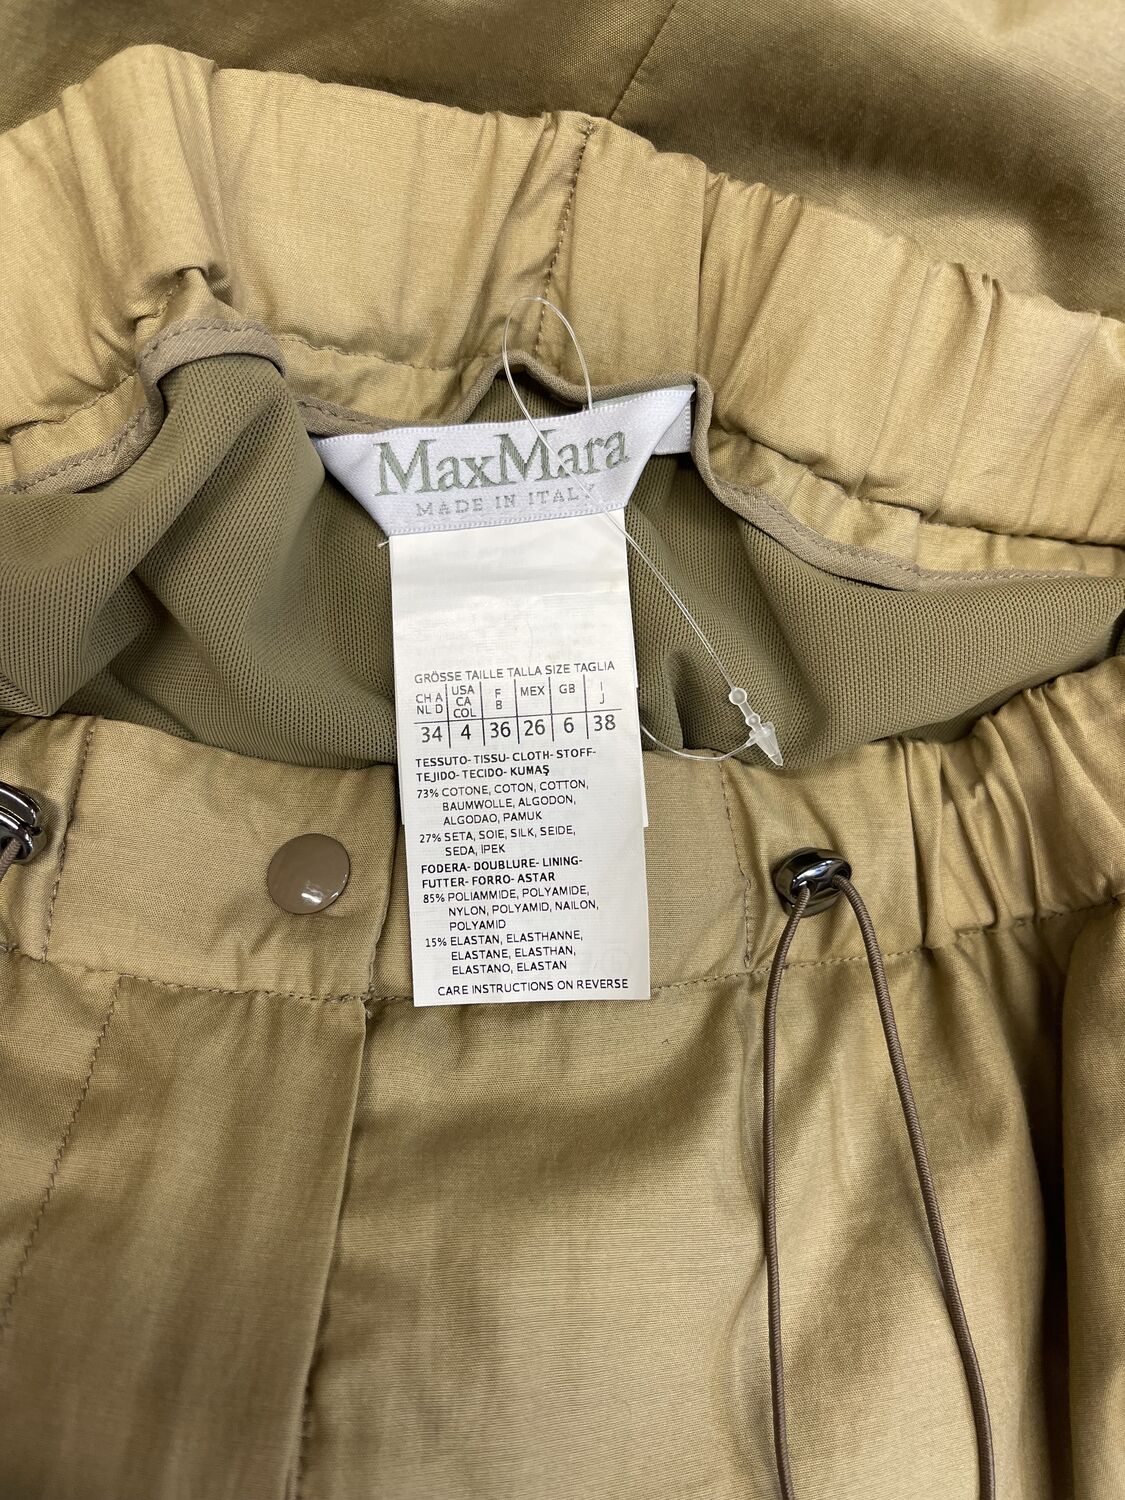 MaxMara
MADE IN ITALY
GRÖSSE TAILLE TALLA SIZE TAGLIA
CH A NL D USA CA COL F B MEX GB I J
34 4 36 26 6 38
TESSUTO- TISSU- CLOTH- STOFF-
TEJIDO- TECIDO- KUMAŞ
73% COTONE, COTON, COTTON,
BAUMWOLLE, ALGODON,
ALGODAO, PAMUK
27% SETA, SOIE, SILK, SEIDE,
SEDA, IPEK
FODERA- DOUBLURE- LINING-
FUTTER- FORRO- ASTAR
85% POLIAMMIDE, POLYAMIDE,
NYLON, POLYAMID, NAILON,
POLYAMID
15% ELASTAN, ELASTHANNE,
ELASTANE, ELASTHAN,
ELASTANO, ELASTAN
CARE INSTRUCTIONS ON REVERSE